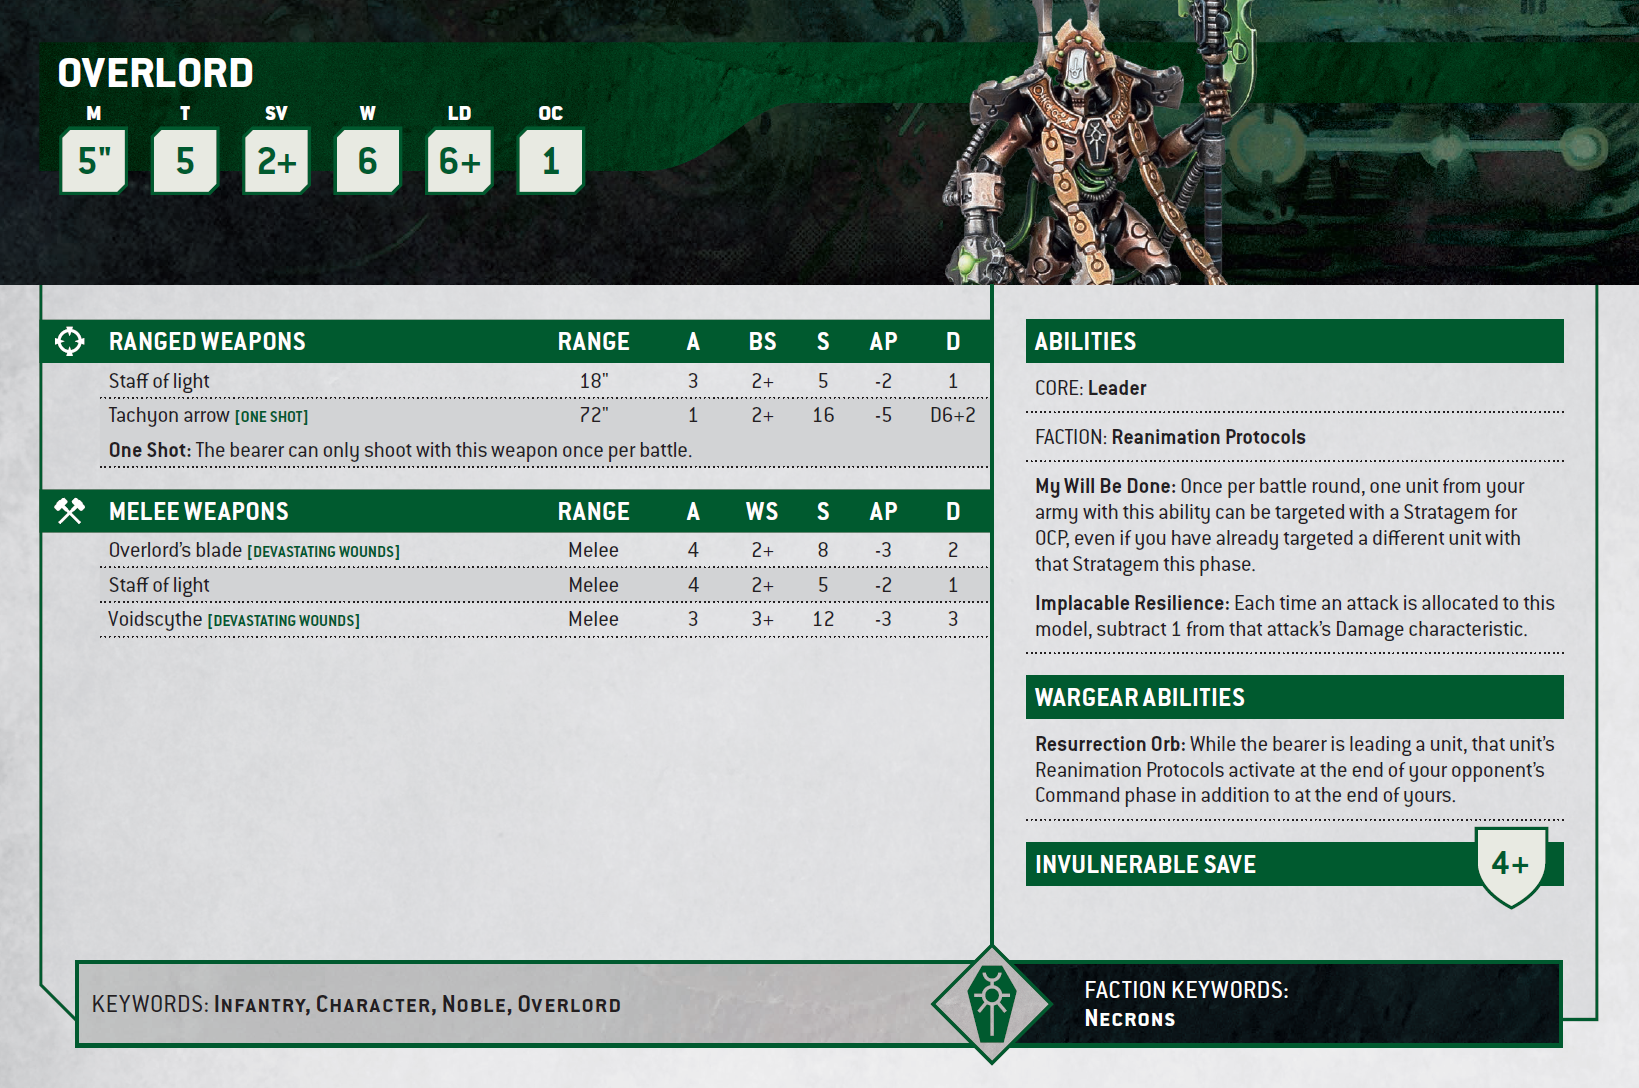 OVERLORD
M T SV W LD OC
5" 5 2+ 6 6+ 1
RANGED WEAPONS RANGE A BS S AP D
Staff of light 18" 3 2+ 5 -2 1
Tachyon arrow [ONE SHOT] 72" 1 2+ 16 -5 D6+2
One Shot: The bearer can only shoot with this weapon once per battle.
MELEE WEAPONS RANGE A WS S AP D
Overlord's blade [DEVASTATING WOUNDS] Melee 4 2+ 8 -3 2
Staff of light Melee 4 2+ 5 -2 1
Voidscythe [DEVASTATING WOUNDS] Melee 3 3+ 12 -3 3
ABILITIES
CORE: Leader
FACTION: Reanimation Protocols
My Will Be Done: Once per battle round, one unit from your
army with this ability can be targeted with a Stratagem for
0CP, even if you have already targeted a different unit with
that Stratagem this phase.
Implacable Resilience: Each time an attack is allocated to this
model, subtract 1 from that attack's Damage characteristic.
WARGEAR ABILITIES
Resurrection Orb: While the bearer is leading a unit, that unit's
Reanimation Protocols activate at the end of your opponent's
Command phase in addition to at the end of yours.
INVULNERABLE SAVE 4+
KEYWORDS: INFANTRY, CHARACTER, NOBLE, OVERLORD
FACTION KEYWORDS:
NECRONS